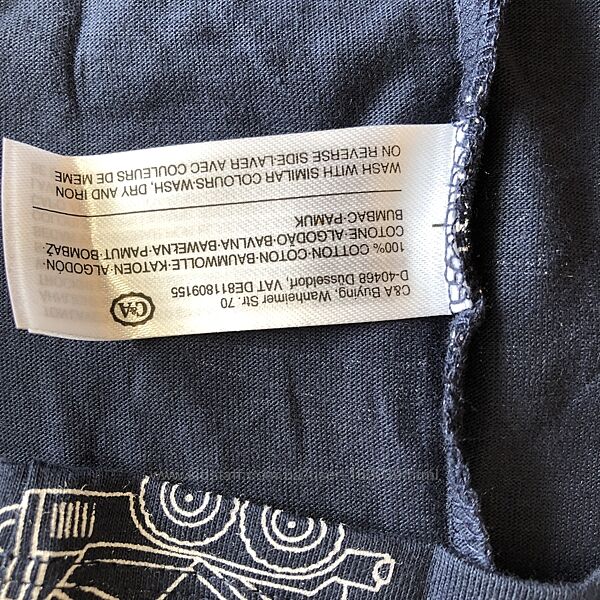 C&A
C&A Buying, Wanheimer Str. 70
D-40468 Düsseldorf, VAT DE811809155
100% COTTON·BAUMWOLLE·KATOEN·ALGODÓN·
COTONE·ALGODÃO·BAVLNA·BAWEŁNA·PAMUT·BOMBAŽ·
BUMBAC·PAMUK
WASH WITH SIMILAR COLOURS-WASH, DRY AND IRON
ON REVERSE SIDE-LAVER AVEC COULEURS DE MEME